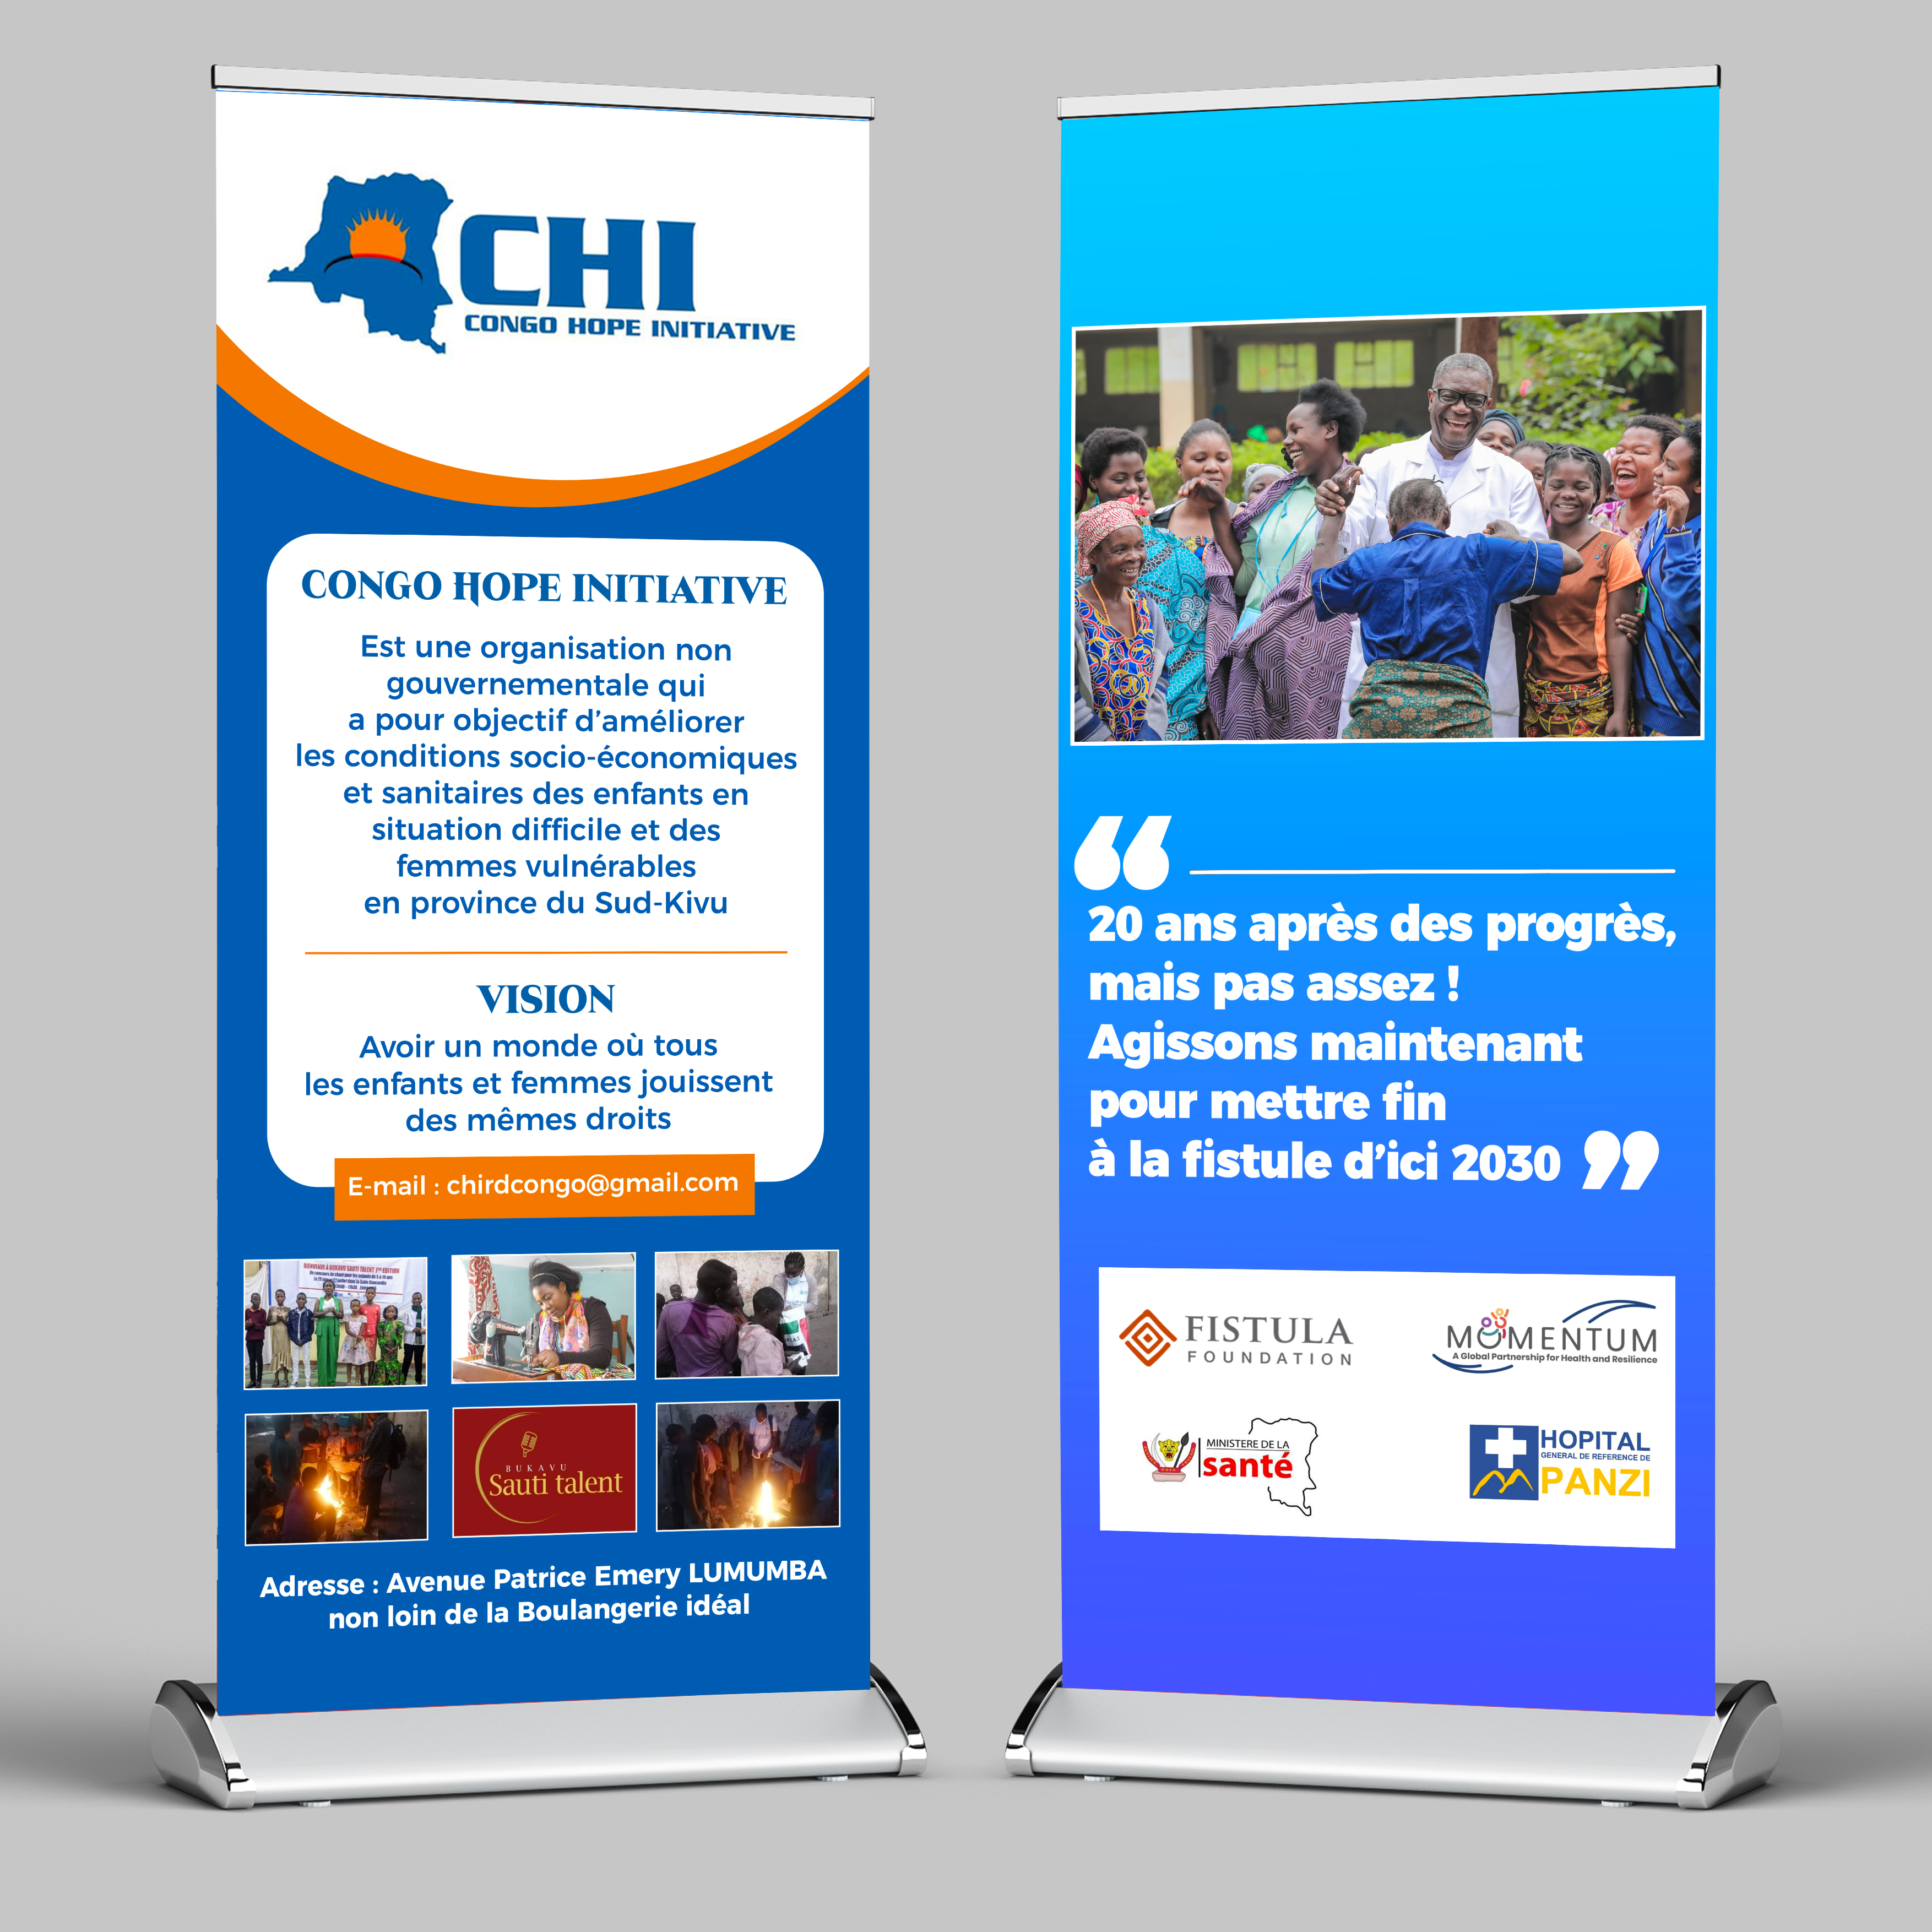 CHI
CONGO HOPE INITIATIVE
CONGO HOPE INITIATIVE
Est une organisation non
gouvernementale qui
a pour objectif d’améliorer
les conditions socio-économiques
et sanitaires des enfants en
situation difficile et des
femmes vulnérables
en province du Sud-Kivu
VISION
Avoir un monde où tous
les enfants et femmes jouissent
des mêmes droits
E-mail : chirdcongo@gmail.com
BUKAVU
Sauti talent
Adresse : Avenue Patrice Emery LUMUMBA
non loin de la Boulangerie idéal
“
20 ans après des progrès,
mais pas assez !
Agissons maintenant
pour mettre fin
à la fistule d’ici 2030 ”
FISTULA
FOUNDATION
MOMENTUM
A Global Partnership for Health and Resilience
MINISTERE DE LA
santé
HOPITAL
GENERAL DE REFERENCE DE
PANZI